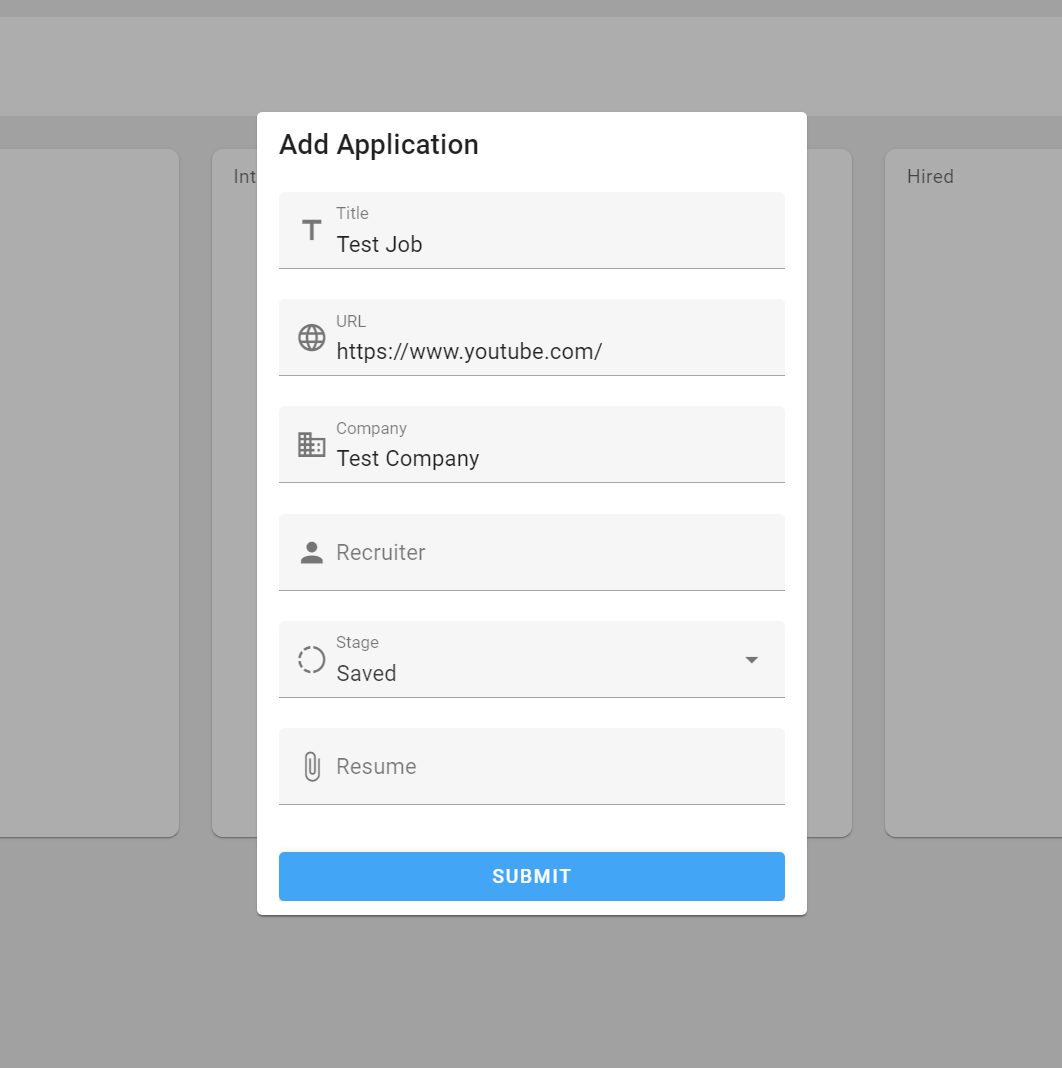 Add Application
Int
Hired
Title
Test Job
URL
https://www.youtube.com/
Company
Test Company
Recruiter
Stage
Saved
Resume
SUBMIT